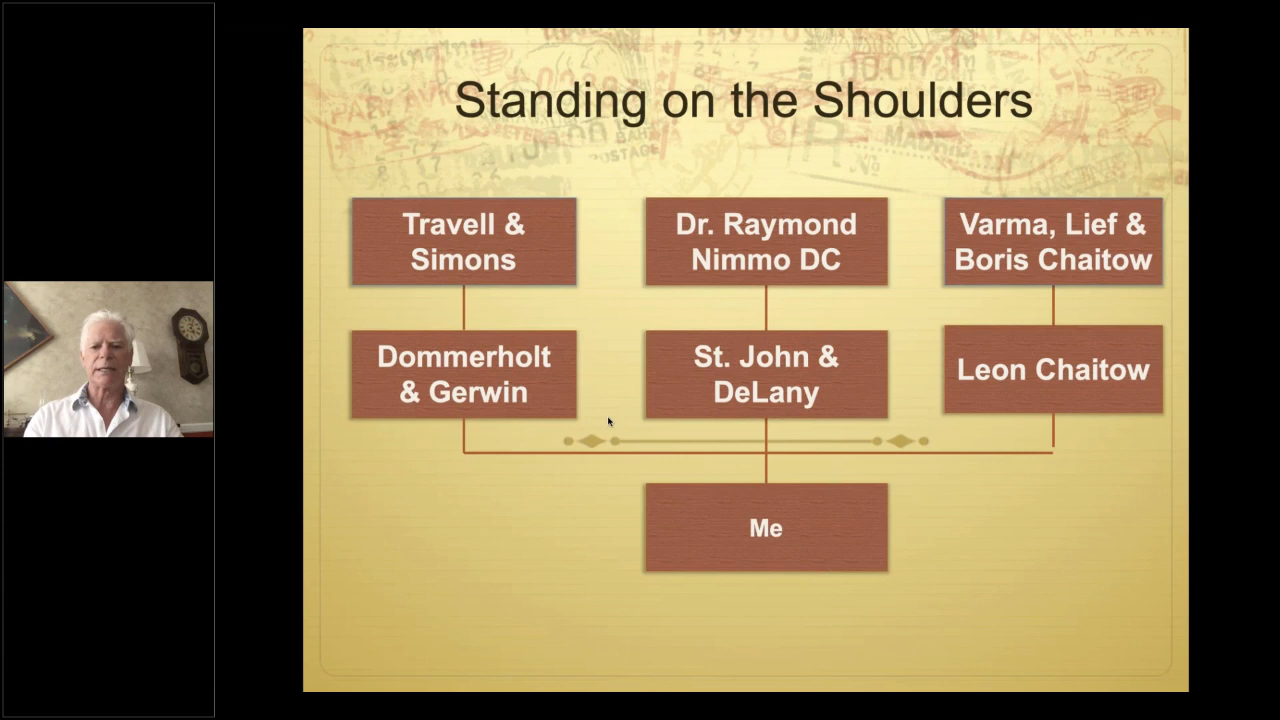 Standing on the Shoulders
Travell &
Simons
Dr. Raymond
Nimmo DC
Varma, Lief &
Boris Chaitow
Dommerholt
& Gerwin
St. John &
DeLany
Leon Chaitow
Me